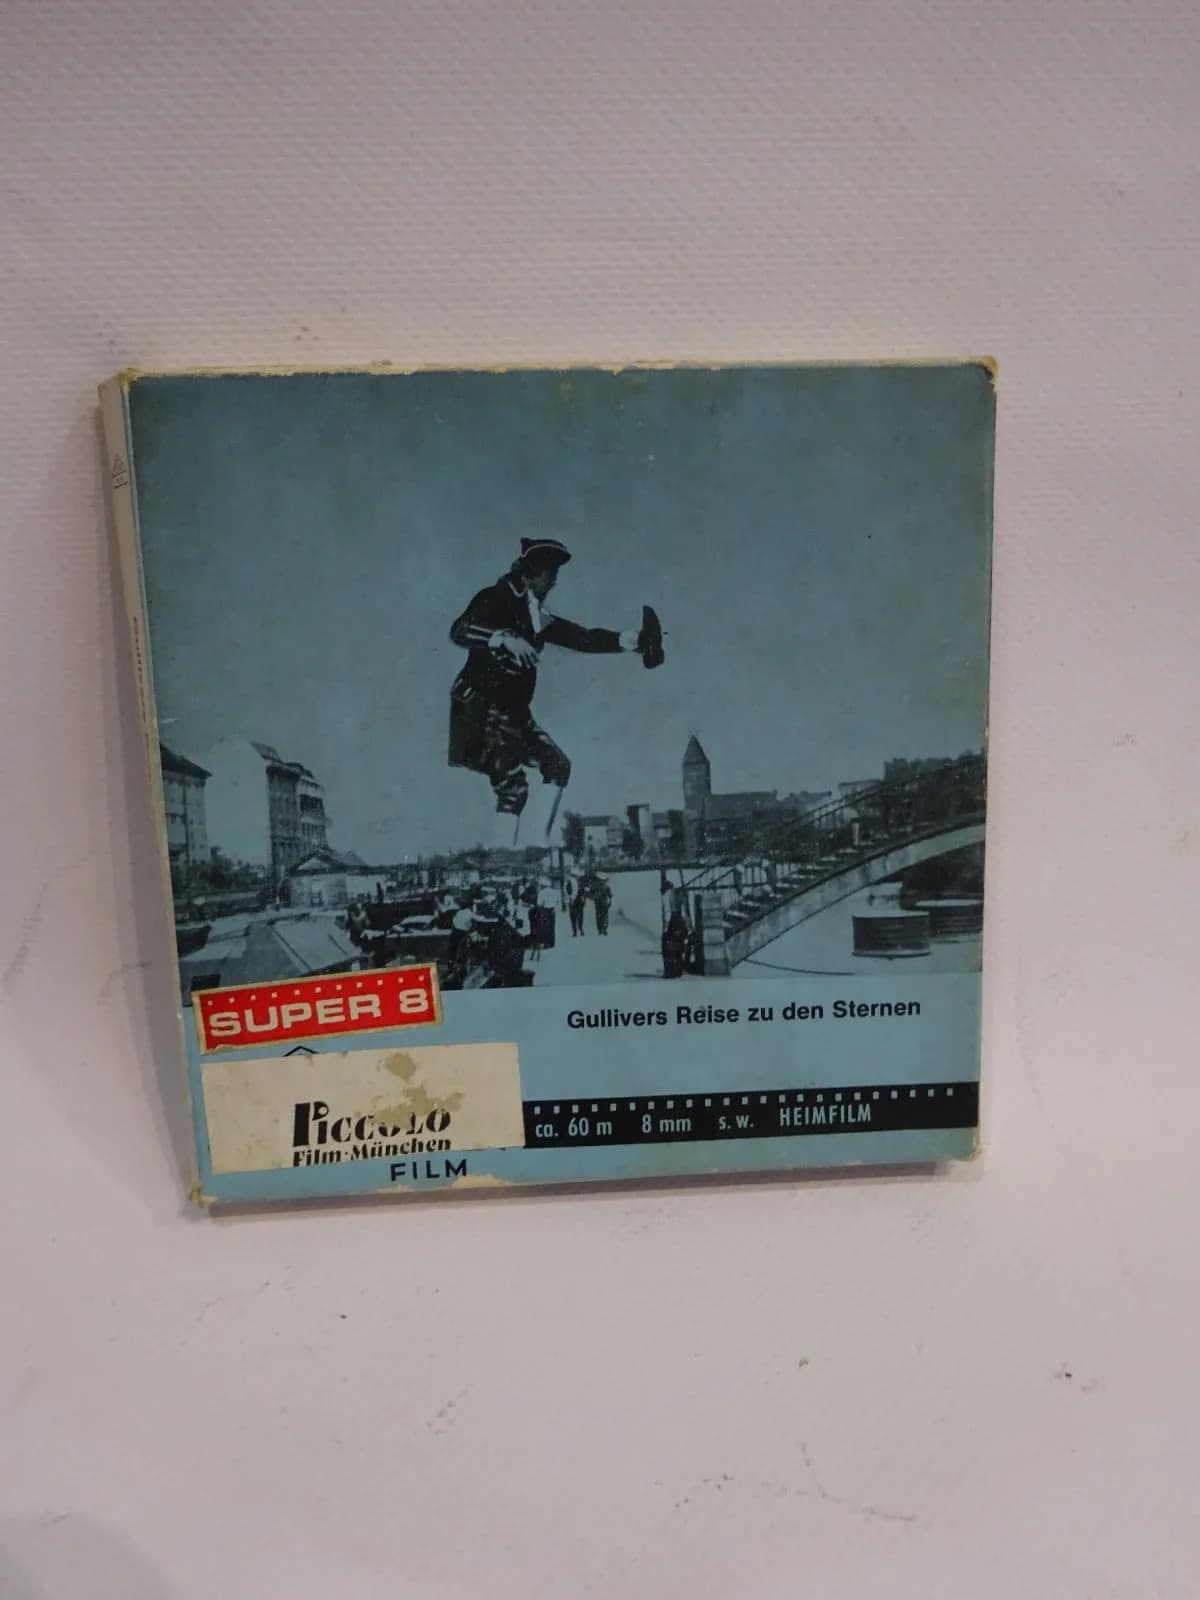 SUPER 8
Gullivers Reise zu den Sternen
ca. 60 m 8 mm s.w. HEIMFILM
Piccolo
Film-München
FILM